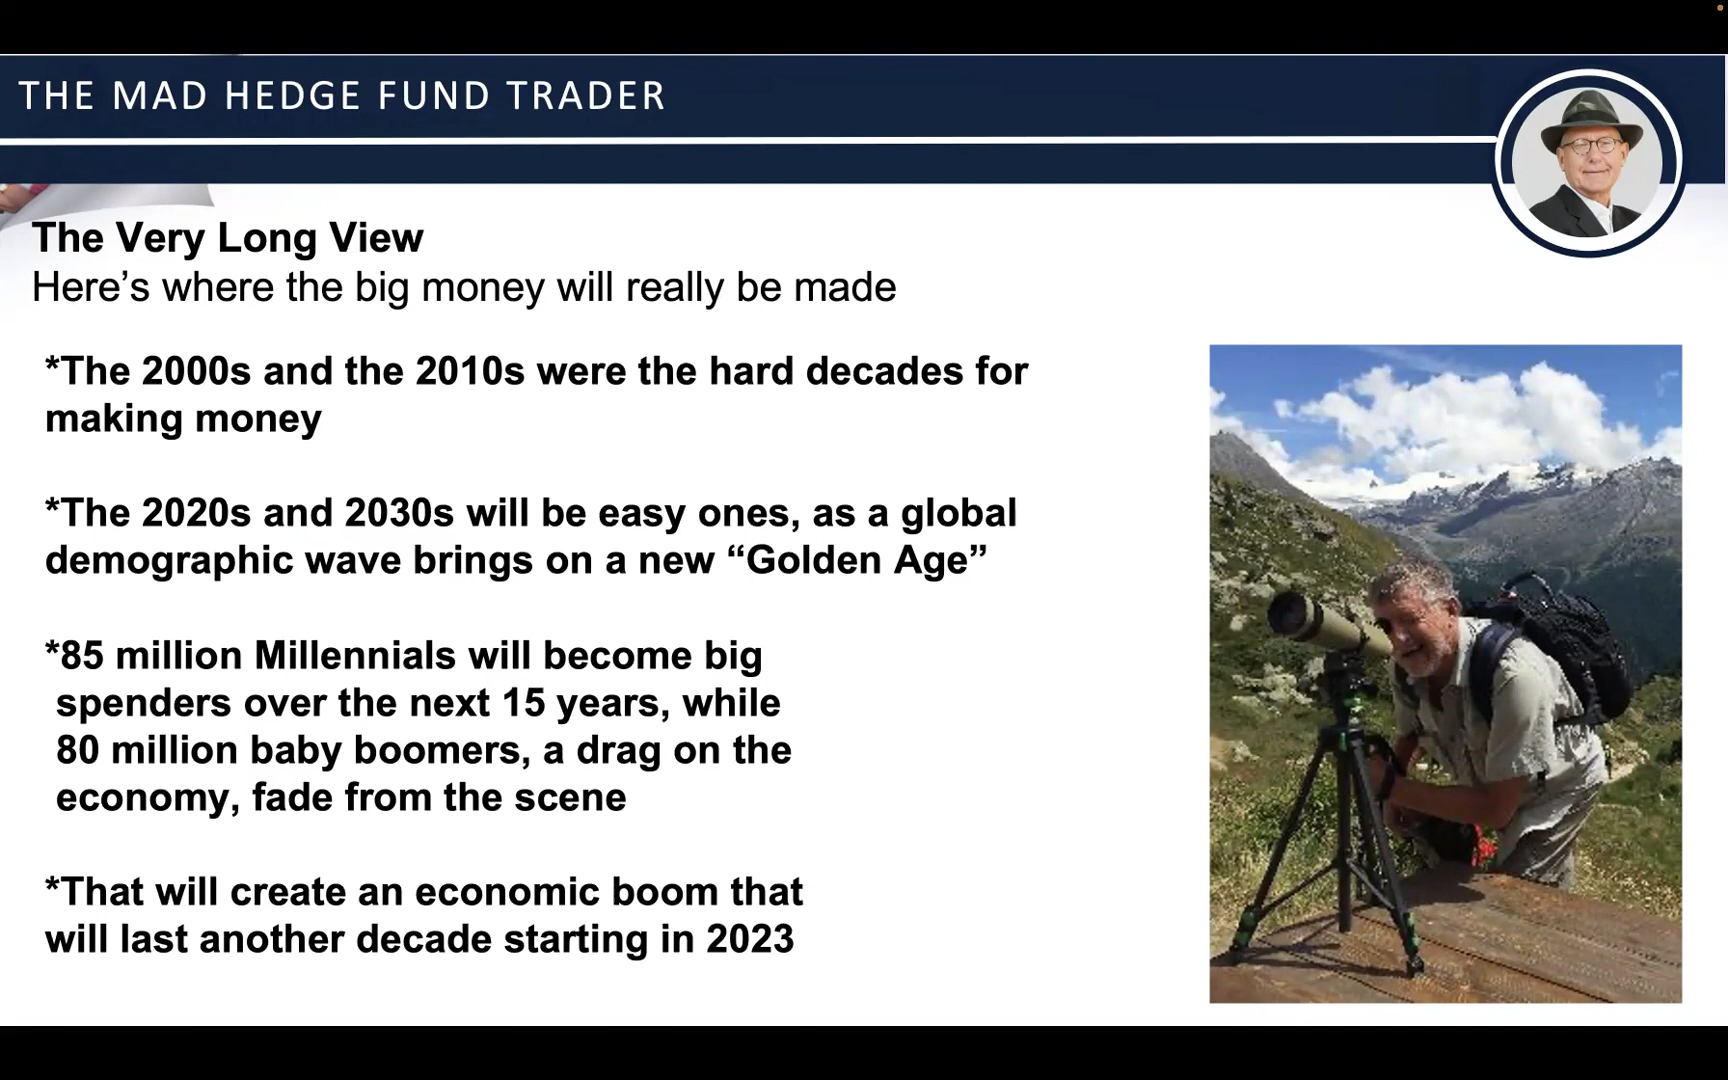 THE MAD HEDGE FUND TRADER
The Very Long View
Here’s where the big money will really be made
*The 2000s and the 2010s were the hard decades for
making money
*The 2020s and 2030s will be easy ones, as a global
demographic wave brings on a new “Golden Age”
*85 million Millennials will become big
spenders over the next 15 years, while
80 million baby boomers, a drag on the
economy, fade from the scene
*That will create an economic boom that
will last another decade starting in 2023